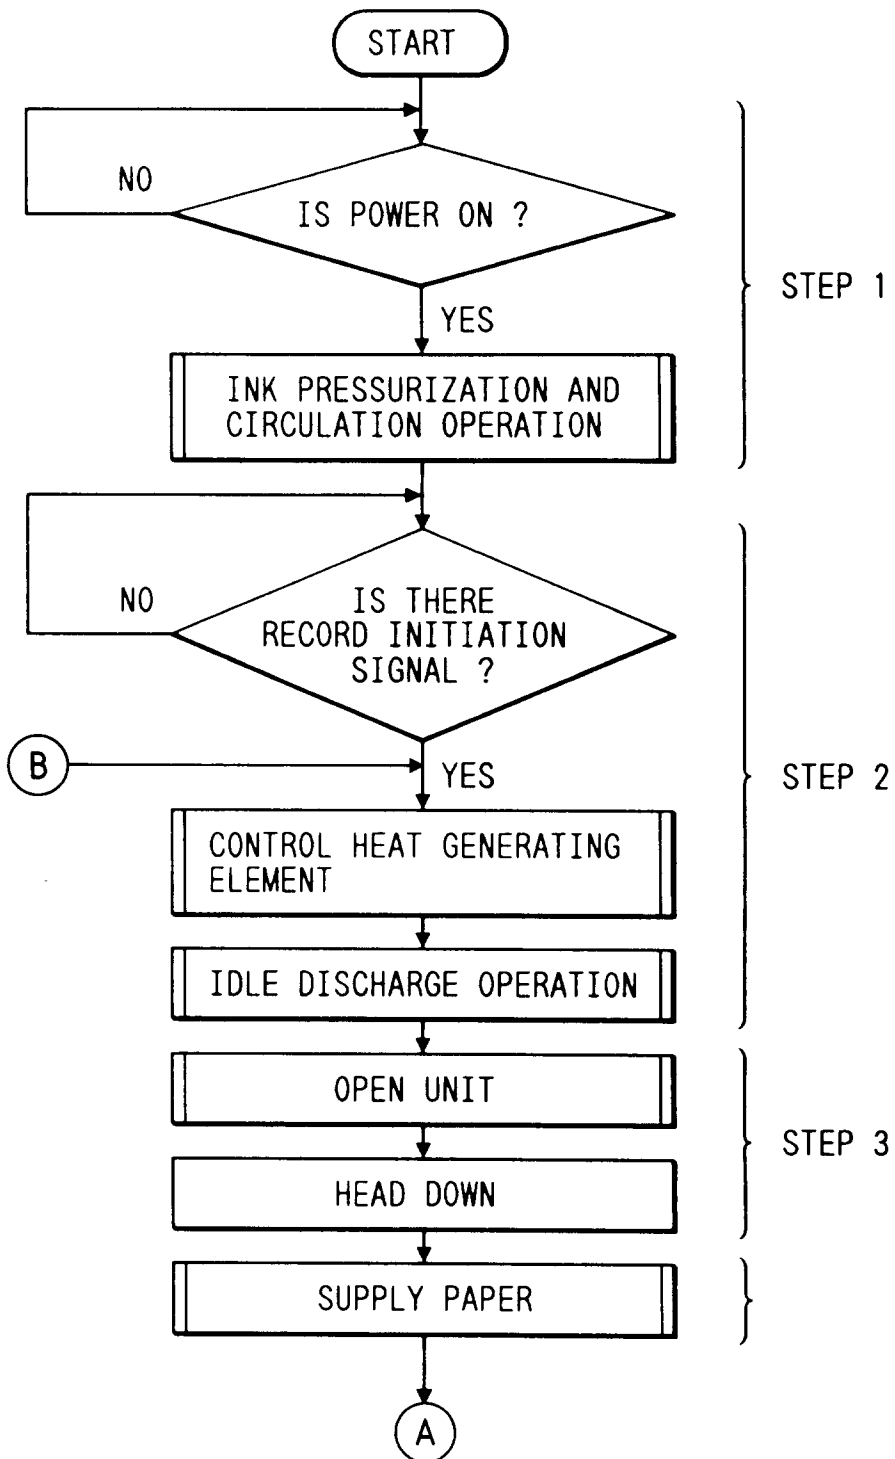 START
NO
IS POWER ON ?
STEP 1
YES
INK PRESSURIZATION AND
CIRCULATION OPERATION
NO
IS THERE
RECORD INITIATION
SIGNAL ?
B
YES
STEP 2
CONTROL HEAT GENERATING
ELEMENT
IDLE DISCHARGE OPERATION
OPEN UNIT
STEP 3
HEAD DOWN
SUPPLY PAPER
A